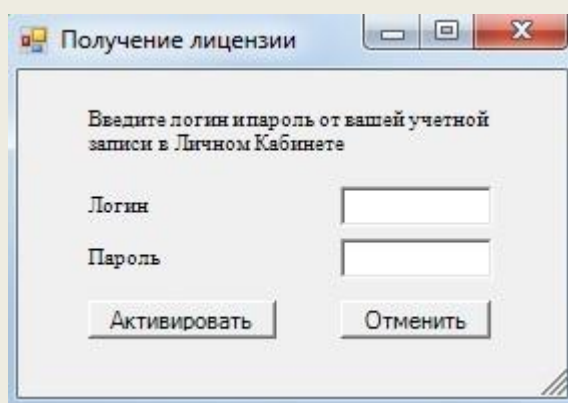 Получение лицензии
Введите логин и пароль от вашей учетной
записи в Личном Кабинете
Логин
Пароль
Активировать
Отменить